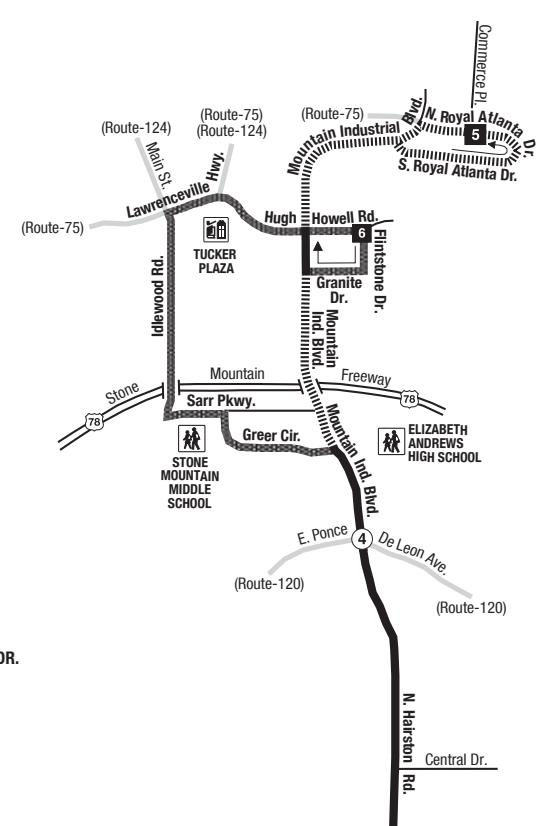 Commerce Pl.
(Route-75)
Blvd.
N. Royal Atlanta
Dr.
5
S. Royal Atlanta Dr.
Mountain Industrial
(Route-75)
(Route-124)
(Route-124)
Main St.
Hwy.
Lawrenceville
(Route-75)
Hugh
Howell Rd.
6
TUCKER
PLAZA
Flintstone Dr.
Granite
Dr.
Idlewood Rd.
Mountain
Ind. Blvd.
Stone
Mountain
Freeway
78
78
Sarr Pkwy.
Greer Cir.
Mountain Ind. Blvd.
STONE
MOUNTAIN
MIDDLE
SCHOOL
ELIZABETH
ANDREWS
HIGH SCHOOL
E. Ponce
4
De Leon Ave.
(Route-120)
(Route-120)
DR.
N. Hairston
Rd.
Central Dr.